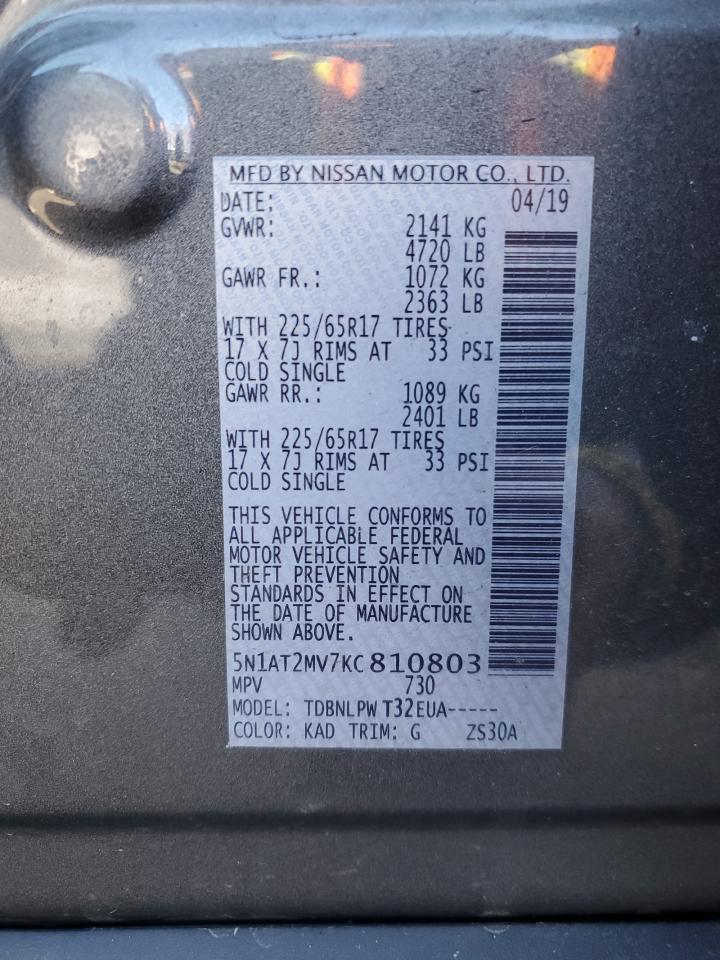 MFD BY NISSAN MOTOR CO., LTD.
DATE: 04/19
GVWR: 2141 KG
4720 LB
GAWR FR.: 1072 KG
2363 LB
WITH 225/65R17 TIRES
17 X 7J RIMS AT 33 PSI
COLD SINGLE
GAWR RR.: 1089 KG
2401 LB
WITH 225/65R17 TIRES
17 X 7J RIMS AT 33 PSI
COLD SINGLE
THIS VEHICLE CONFORMS TO
ALL APPLICABLE FEDERAL
MOTOR VEHICLE SAFETY AND
THEFT PREVENTION
STANDARDS IN EFFECT ON
THE DATE OF MANUFACTURE
SHOWN ABOVE.
5N1AT2MV7KC810803
MPV 730
MODEL: TDBNLPW T32EUA-----
COLOR: KAD TRIM: G ZS30A